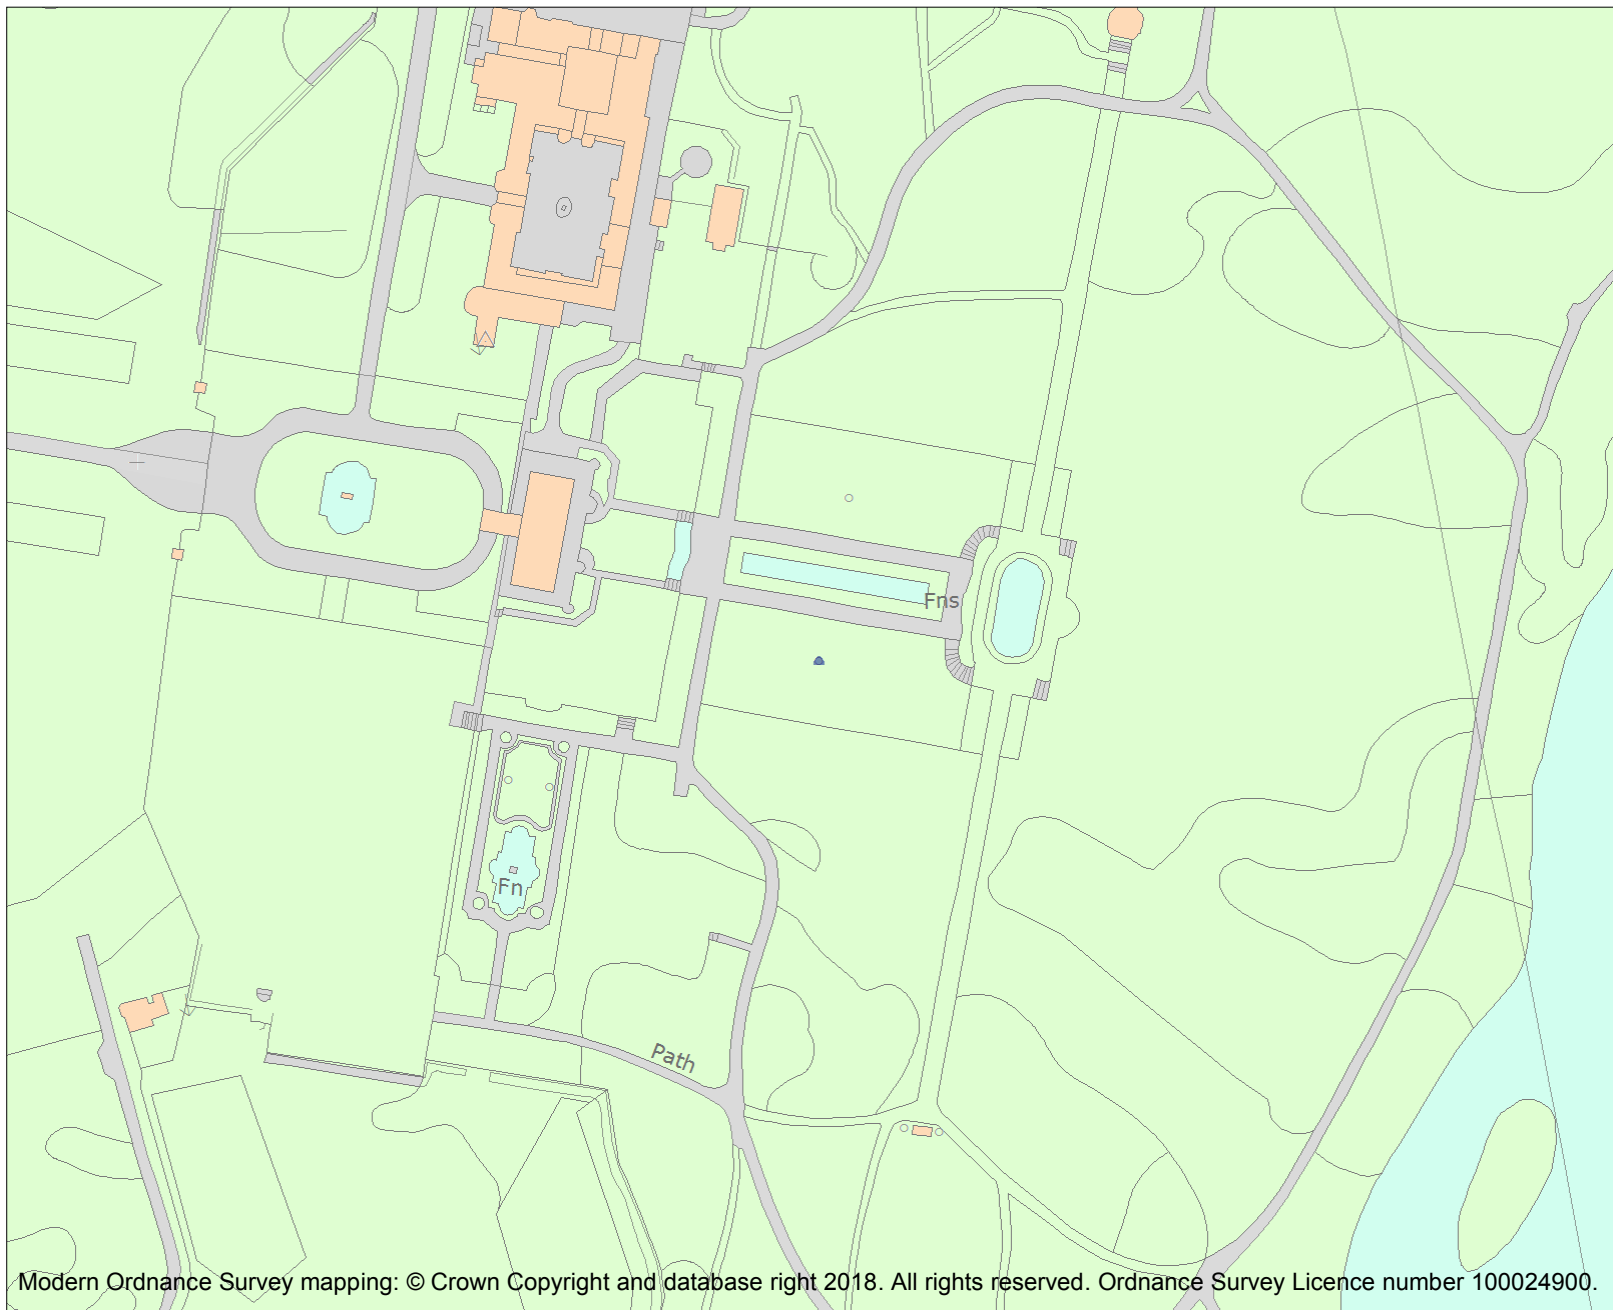 Fns
Fn
Path
Modern Ordnance Survey mapping: © Crown Copyright and database right 2018. All rights reserved. Ordnance Survey Licence number 100024900.